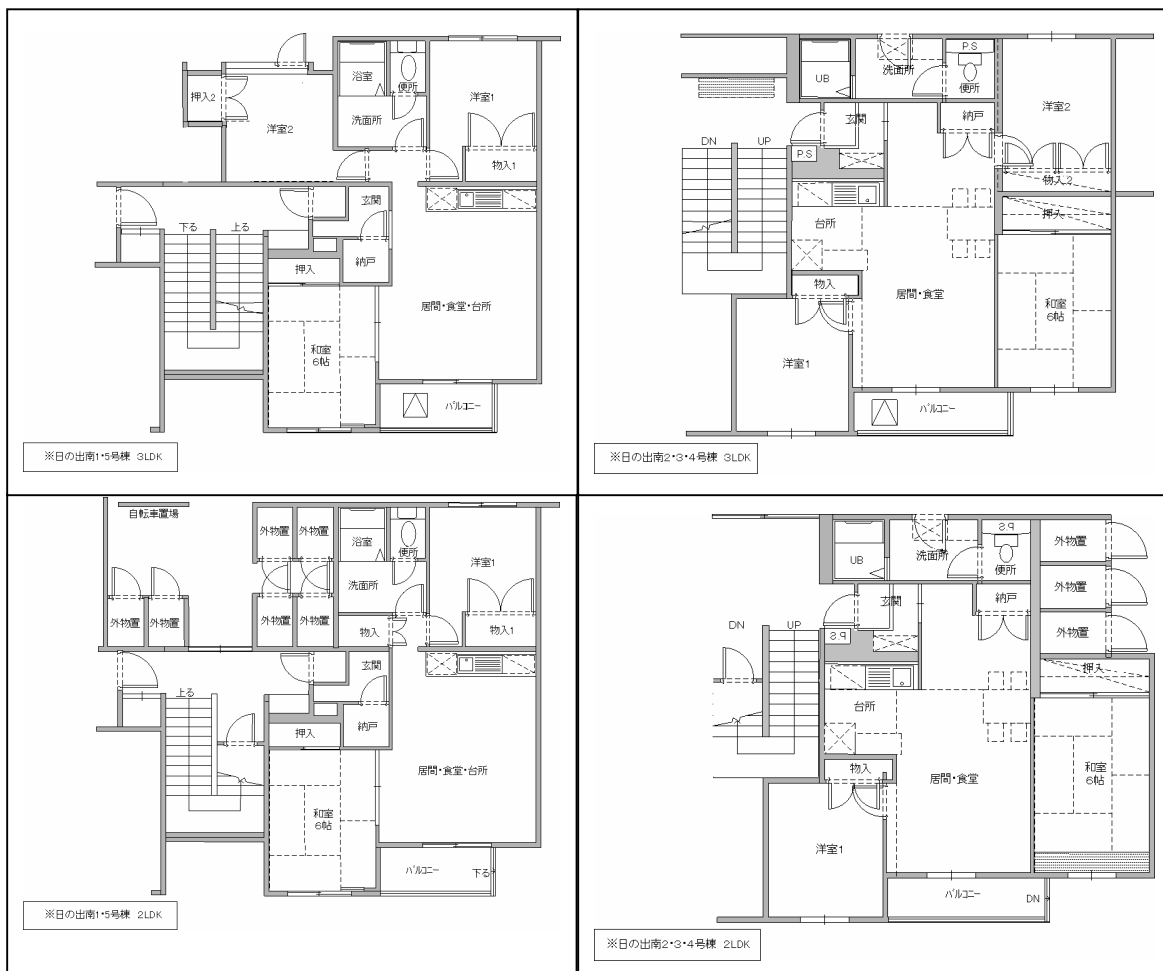 浴室
便所
洋室1
押入2
洋室2
洗面所
物入1
玄関
下る
上る
納戸
押入
居間・食堂・台所
和室
6帖
バルコニー
※日の出南1・5号棟 3LDK
P.S
UB
洗面所
便所
洋室2
玄関
納戸
DN
UP
P.S
物入2
押入
台所
物入
居間・食堂
和室
6帖
洋室1
バルコニー
※日の出南2・3・4号棟 3LDK
自転車置場
外物置
外物置
浴室
便所
洋室1
洗面所
外物置
外物置
外物置
外物置
物入
物入1
玄関
上る
納戸
押入
居間・食堂・台所
和室
6帖
バルコニー
下る
※日の出南1・5号棟 2LDK
P.S
UB
洗面所
便所
外物置
外物置
玄関
納戸
外物置
DN
UP
P.S
押入
台所
物入
居間・食堂
和室
6帖
洋室1
バルコニー
DN
※日の出南2・3・4号棟 2LDK